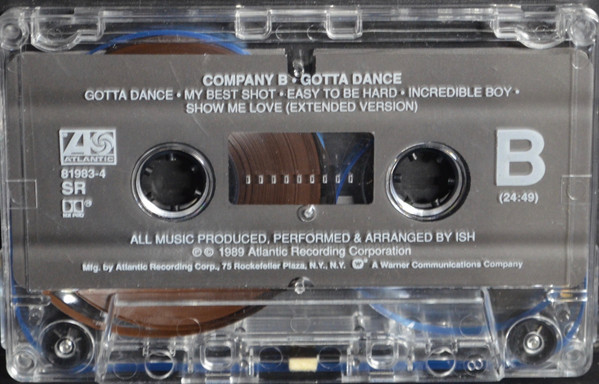 COMPANY B • GOTTA DANCE
GOTTA DANCE • MY BEST SHOT • EASY TO BE HARD • INCREDIBLE BOY •
SHOW ME LOVE (EXTENDED VERSION)
ATLANTIC
81983-4
SR
HX PRO
B
(24:49)
ALL MUSIC PRODUCED, PERFORMED & ARRANGED BY ISH
℗ © 1989 Atlantic Recording Corporation
Mfg. by Atlantic Recording Corp., 75 Rockefeller Plaza, N.Y., N.Y. A Warner Communications Company